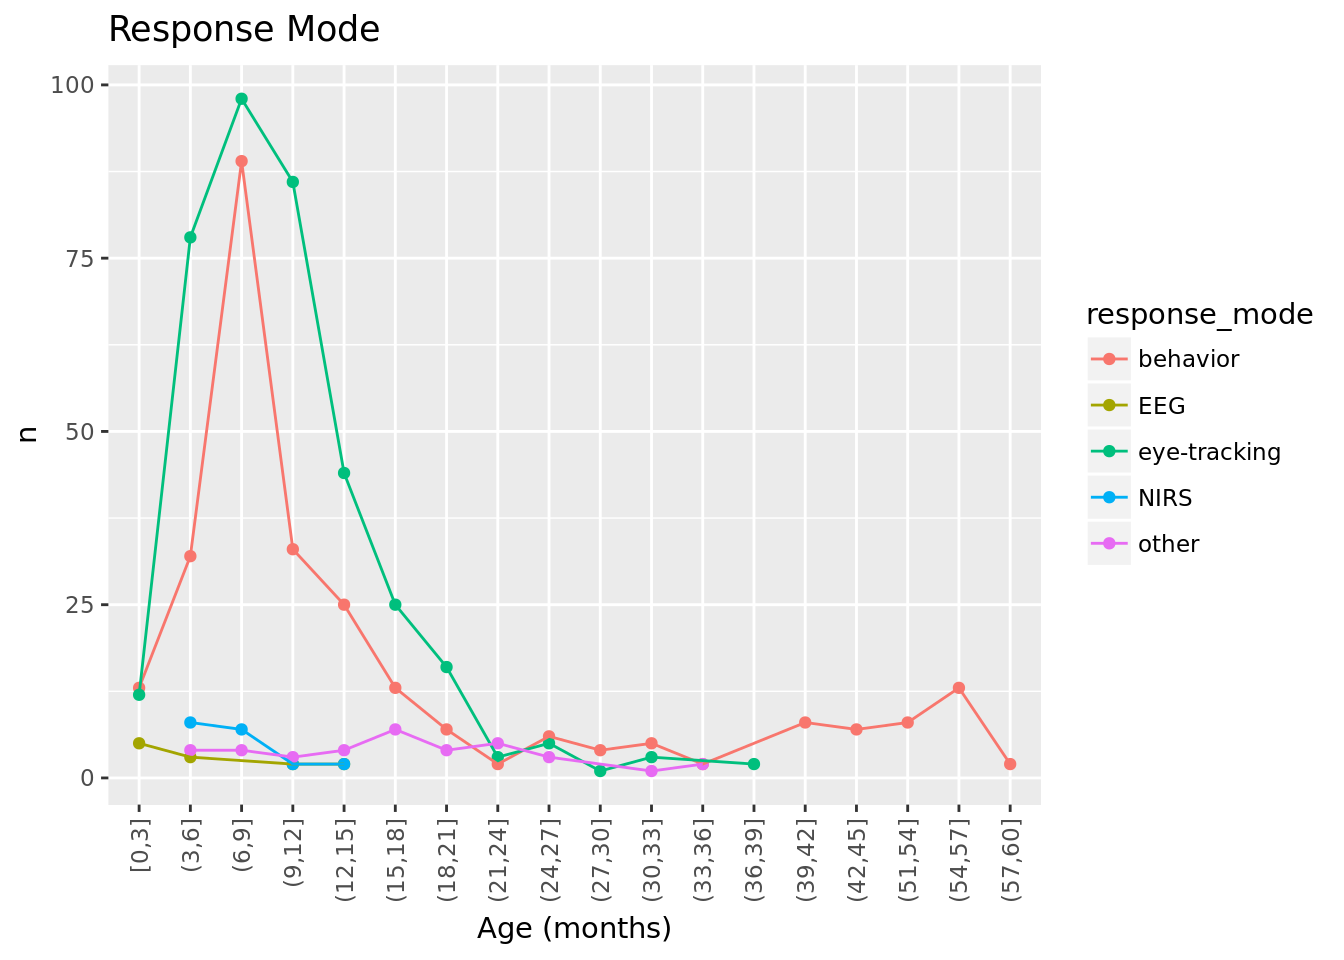 Response Mode
100
75
50
25
0
n
[0,3]
(3,6]
(6,9]
(9,12]
(12,15]
(15,18]
(18,21]
(21,24]
(24,27]
(27,30]
(30,33]
(33,36]
(36,39]
(39,42]
(42,45]
(51,54]
(54,57]
(57,60]
Age (months)
response_mode
behavior
EEG
eye-tracking
NIRS
other